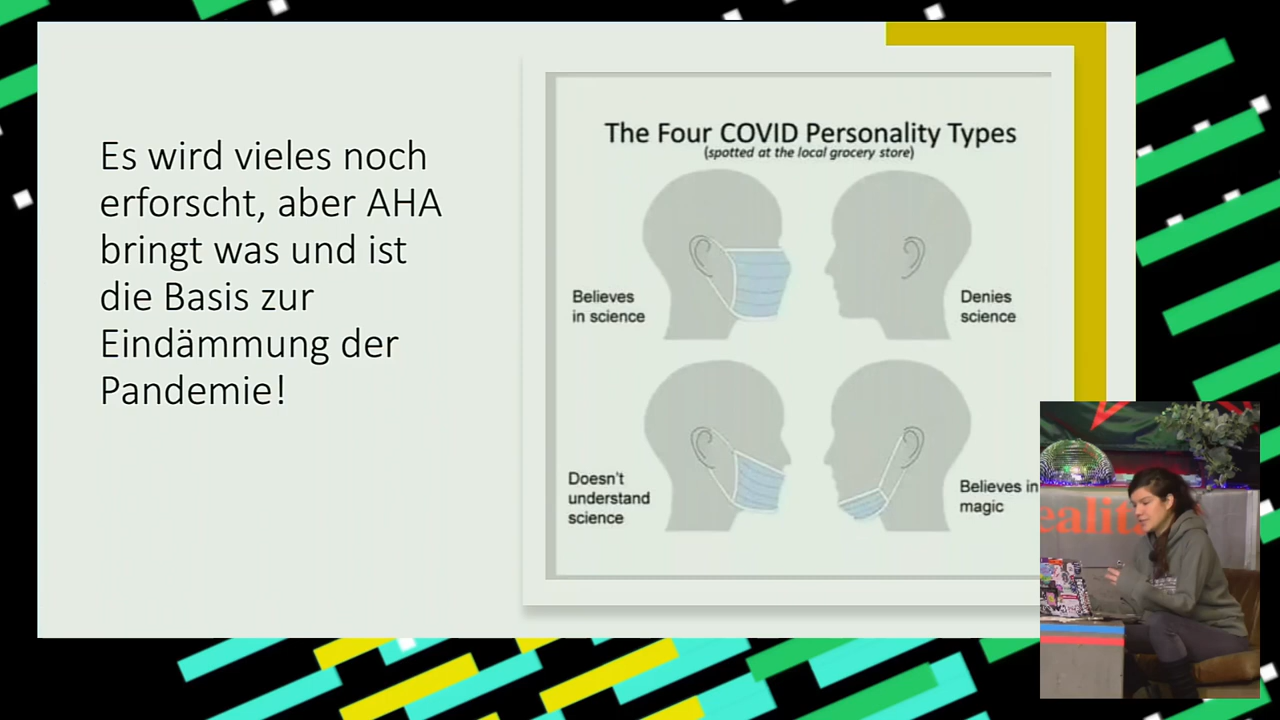 Es wird vieles noch
erforscht, aber AHA
bringt was und ist
die Basis zur
Eindämmung der
Pandemie!
The Four COVID Personality Types
(spotted at the local grocery store)
Believes
in science
Denies
science
Doesn't
understand
science
Believes in
magic